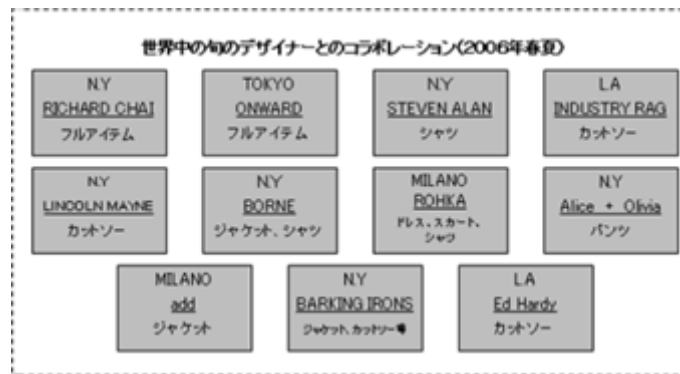 世界中の旬のデザイナーとのコラボレーション(2006年春夏)
N.Y
RICHARD CHAI
フルアイテム
TOKYO
ONWARD
フルアイテム
N.Y
STEVEN ALAN
シャツ
L.A
INDUSTRY RAG
カットソー
N.Y
LINCOLN MAYNE
カットソー
N.Y
BORNE
ジャケット、シャツ
MILANO
ROHKA
ドレス、スカート、
シャツ
N.Y
Alice + Olivia
パンツ
MILANO
add
ジャケット
N.Y
BARKING IRONS
ジャケット、カットソー等
L.A
Ed Hardy
カットソー